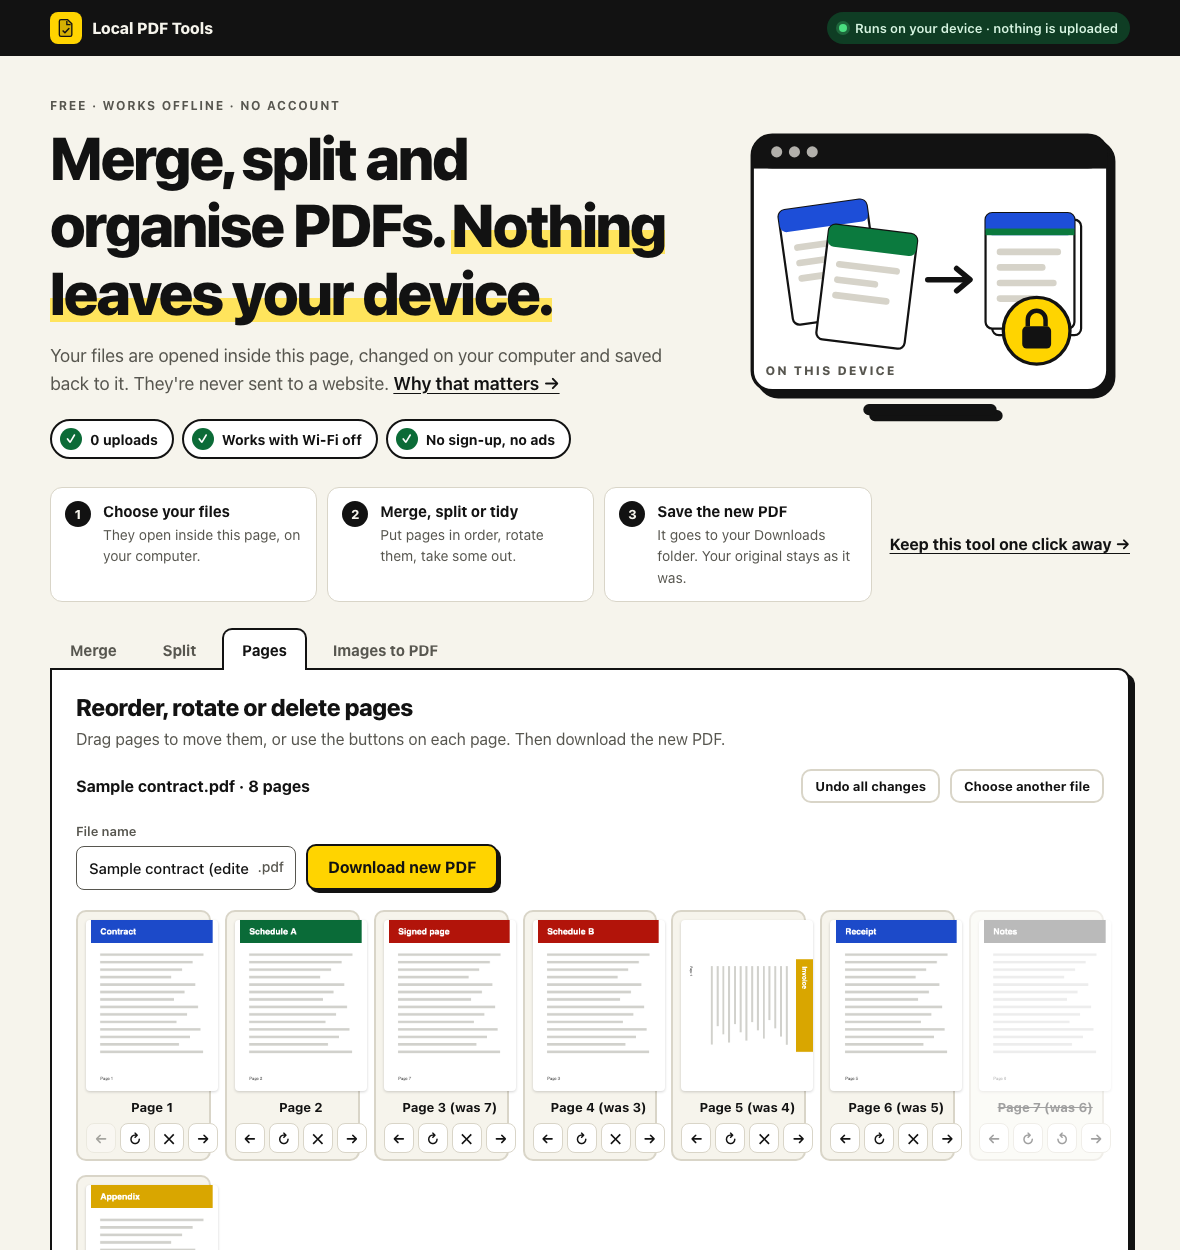 Local PDF Tools
Runs on your device · nothing is uploaded
FREE · WORKS OFFLINE · NO ACCOUNT
Merge, split and
organise PDFs. Nothing
leaves your device.
Your files are opened inside this page, changed on your computer and saved
back to it. They're never sent to a website. Why that matters →
0 uploads
Works with Wi-Fi off
No sign-up, no ads
ON THIS DEVICE
1
Choose your files
They open inside this page, on
your computer.
2
Merge, split or tidy
Put pages in order, rotate
them, take some out.
3
Save the new PDF
It goes to your Downloads
folder. Your original stays as it
was.
Keep this tool one click away →
Merge
Split
Pages
Images to PDF
Reorder, rotate or delete pages
Drag pages to move them, or use the buttons on each page. Then download the new PDF.
Sample contract.pdf · 8 pages
Undo all changes
Choose another file
File name
Sample contract (edite .pdf
Download new PDF
Contract
Page 1
Page 1
Schedule A
Page 2
Page 2
Signed page
Page 7
Page 3 (was 7)
Schedule B
Page 3
Page 4 (was 3)
Invoice
Page 5 (was 4)
Receipt
Page 6 (was 5)
Notes
Page 7 (was 6)
Appendix